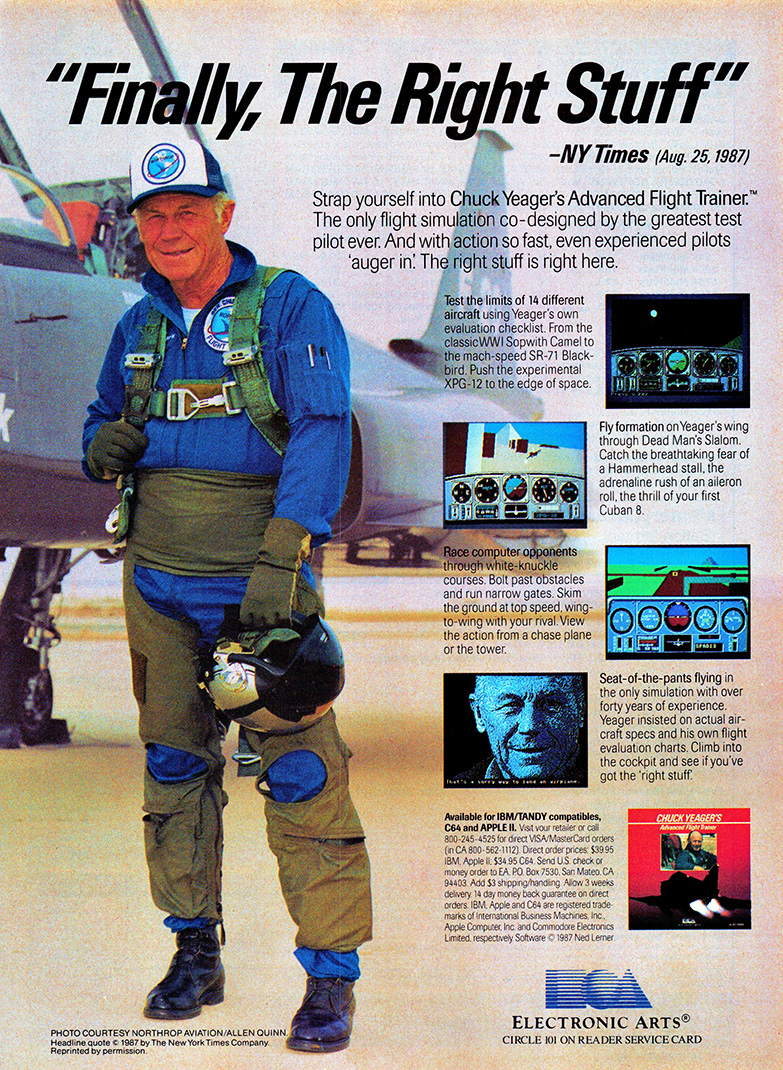 “Finally, The Right Stuff”
–NY Times (Aug. 25, 1987)
Strap yourself into Chuck Yeager's Advanced Flight Trainer.™
The only flight simulation co-designed by the greatest test
pilot ever. And with action so fast, even experienced pilots
'auger in'. The right stuff is right here.
Test the limits of 14 different
aircraft using Yeager's own
evaluation checklist. From the
classic WWI Sopwith Camel to
the mach-speed SR-71 Black-
bird. Push the experimental
XPG-12 to the edge of space.
Fly formation on Yeager's wing
through Dead Man's Slalom.
Catch the breathtaking fear of
a Hammerhead stall, the
adrenaline rush of an aileron
roll, the thrill of your first
Cuban 8.
Race computer opponents
through white-knuckle
courses. Bolt past obstacles
and run narrow gates. Skim
the ground at top speed, wing-
to-wing with your rival. View
the action from a chase plane
or the tower.
Seat-of-the-pants flying in
the only simulation with over
forty years of experience.
Yeager insisted on actual air-
craft specs and his own flight
evaluation charts. Climb into
the cockpit and see if you've
got the 'right stuff'.
That's a sorry way to land an airplane.
Available for IBM/TANDY compatibles,
C64 and APPLE II. Visit your retailer or call
800-245-4525 for direct VISA/MasterCard orders
(in CA 800-562-1112). Direct order prices: $39.95
IBM, Apple II; $34.95 C64. Send U.S. check or
money order to EA. P.O. Box 7530, San Mateo, CA
94403. Add $3 shipping/handling. Allow 3 weeks
delivery. 14 day money back guarantee on direct
orders. IBM, Apple and C64 are registered trade-
marks of International Business Machines, Inc.,
Apple Computer, Inc. and Commodore Electronics
Limited, respectively Software © 1987 Ned Lerner.
CHUCK YEAGER'S
Advanced Flight Trainer
ELECTRONIC ARTS®
CIRCLE 101 ON READER SERVICE CARD
PHOTO COURTESY NORTHROP AVIATION/ALLEN QUINN.
Headline quote © 1987 by The New York Times Company.
Reprinted by permission.